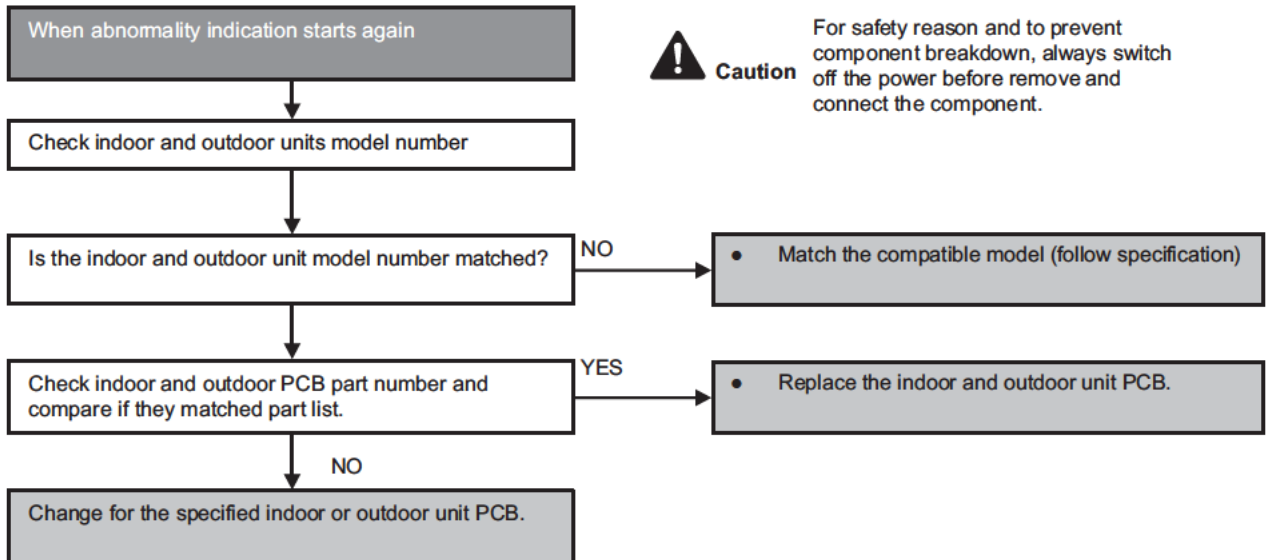 When abnormality indication starts again
For safety reason and to prevent
component breakdown, always switch
Caution
off the power before remove and
connect the component.
Check indoor and outdoor units model number
Is the indoor and outdoor unit model number matched?
NO
● Match the compatible model (follow specification)
Check indoor and outdoor PCB part number and
compare if they matched part list.
YES
● Replace the indoor and outdoor unit PCB.
NO
Change for the specified indoor or outdoor unit PCB.